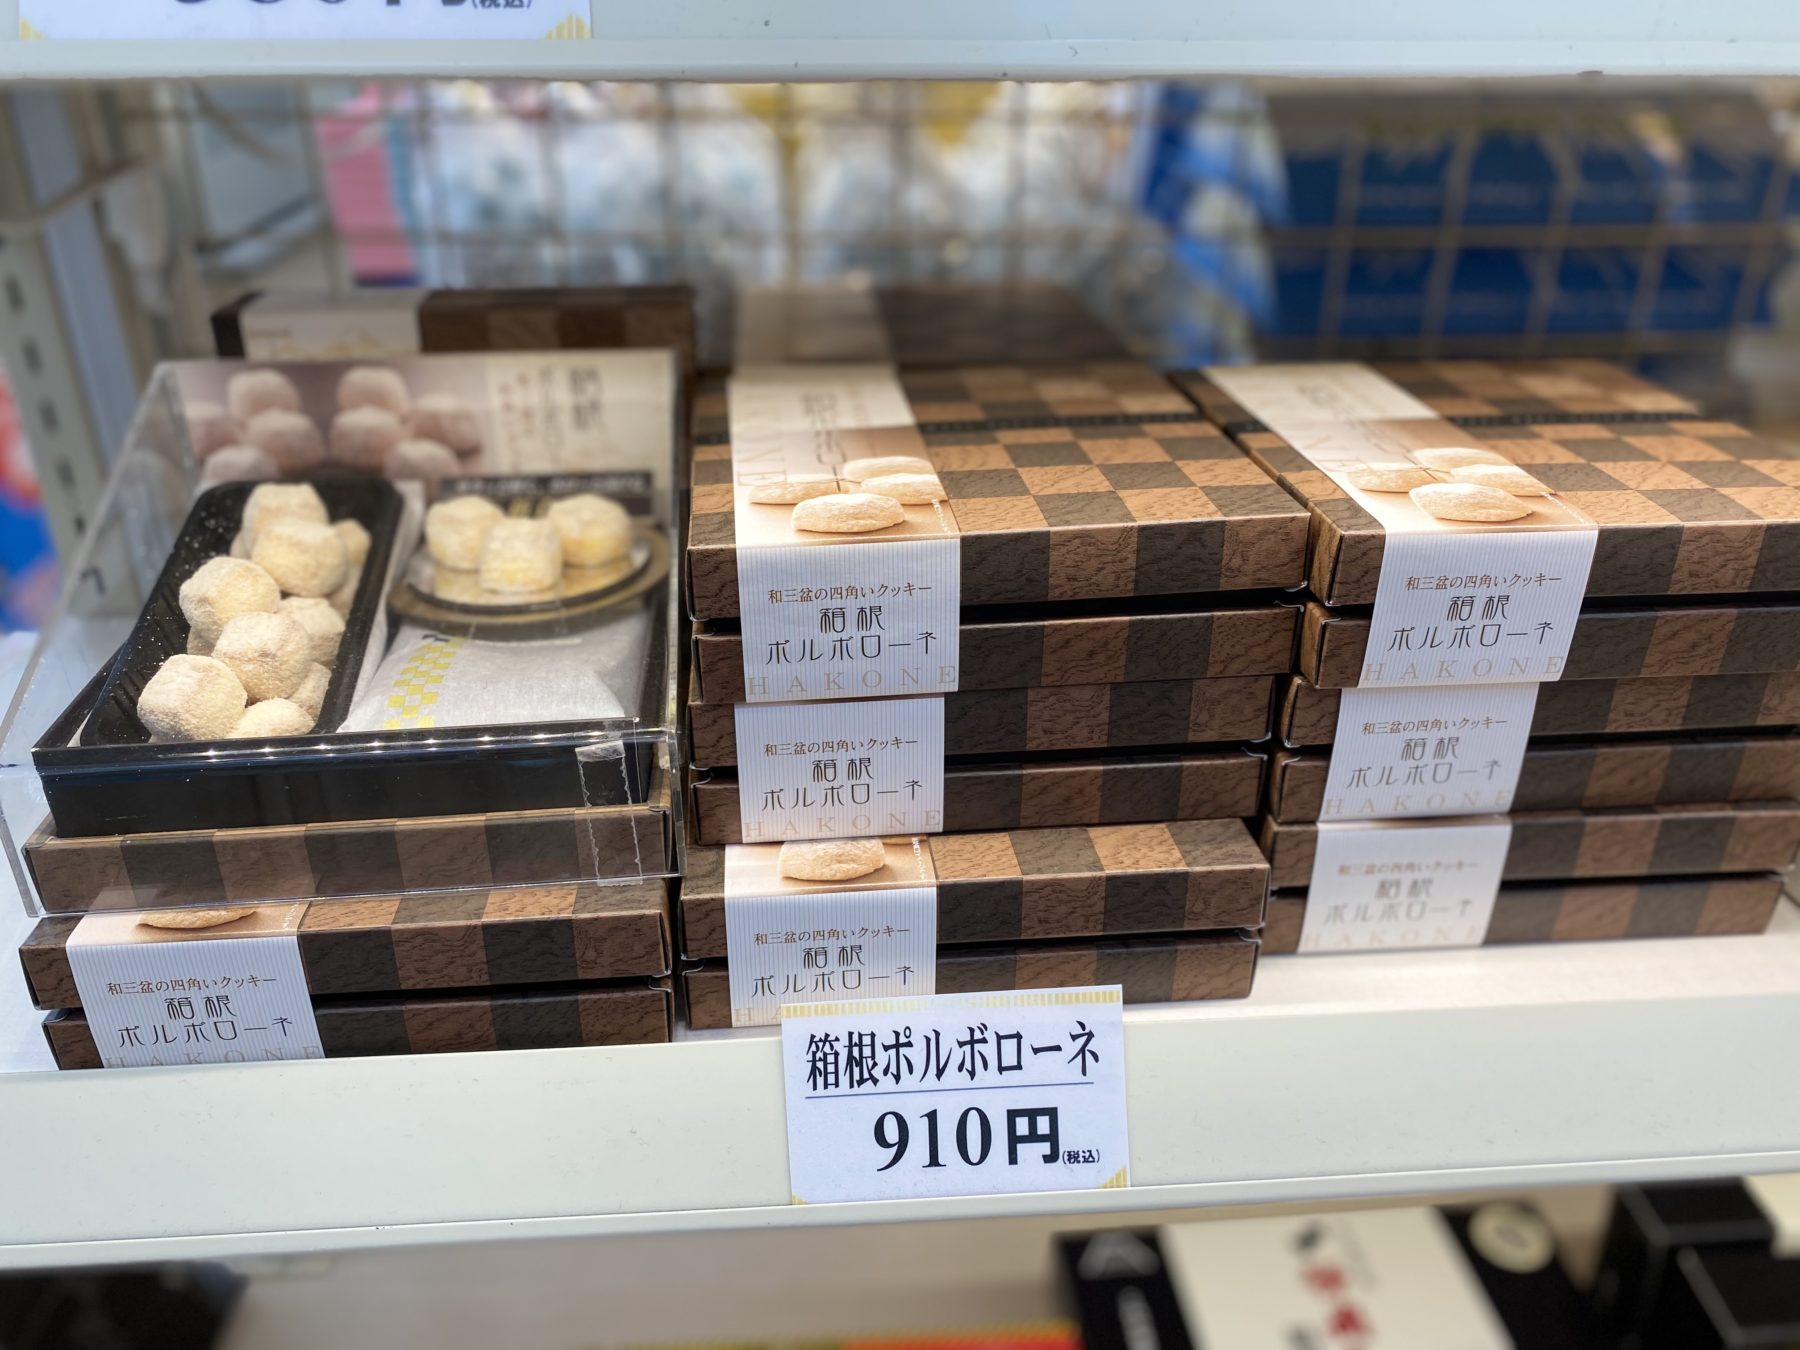 (税込)
和三盆の四角いクッキー
箱根
ポルボローネ
HAKONE
和三盆の四角いクッキー
箱根
ポルボローネ
HAKONE
和三盆の四角いクッキー
箱根
ポルボローネ
HAKONE
和三盆の四角いクッキー
箱根
ポルボローネ
HAKONE
和三盆の四角いクッキー
箱根
ポルボローネ
和三盆の四角いクッキー
箱根
ポルボローネ
HAKONE
和三盆の四角いクッキー
箱根
ポルボローネ
HAKONE
箱根ポルボローネ
910円(税込)